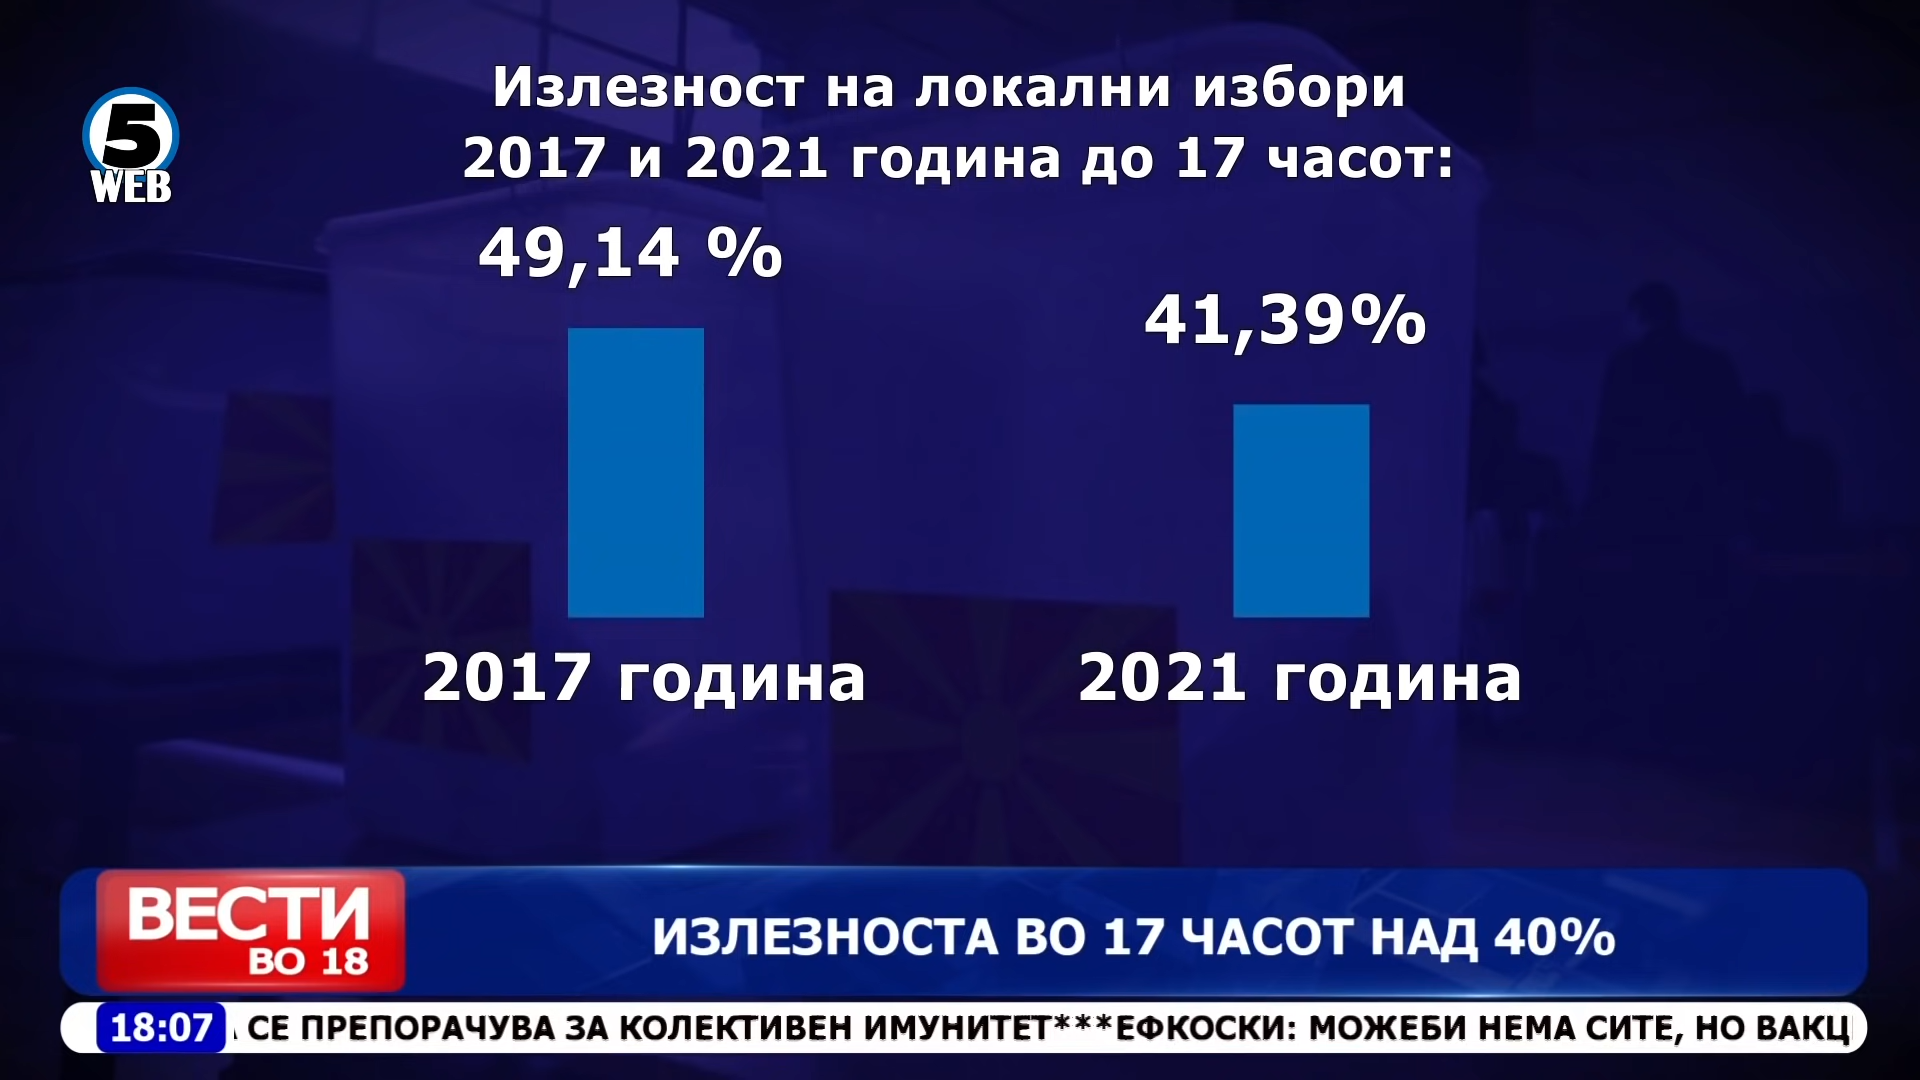 5
WEB
Излезност на локални избори
2017 и 2021 година до 17 часот:
49,14 %
41,39%
2017 година
2021 година
ВЕСТИ
ВО 18
ИЗЛЕЗНОСТА ВО 17 ЧАСОТ НАД 40%
18:07
СЕ ПРЕПОРАЧУВА ЗА КОЛЕКТИВЕН ИМУНИТЕТ***ЕФКОСКИ: МОЖЕБИ НЕМА СИТЕ, НО ВАКЦ